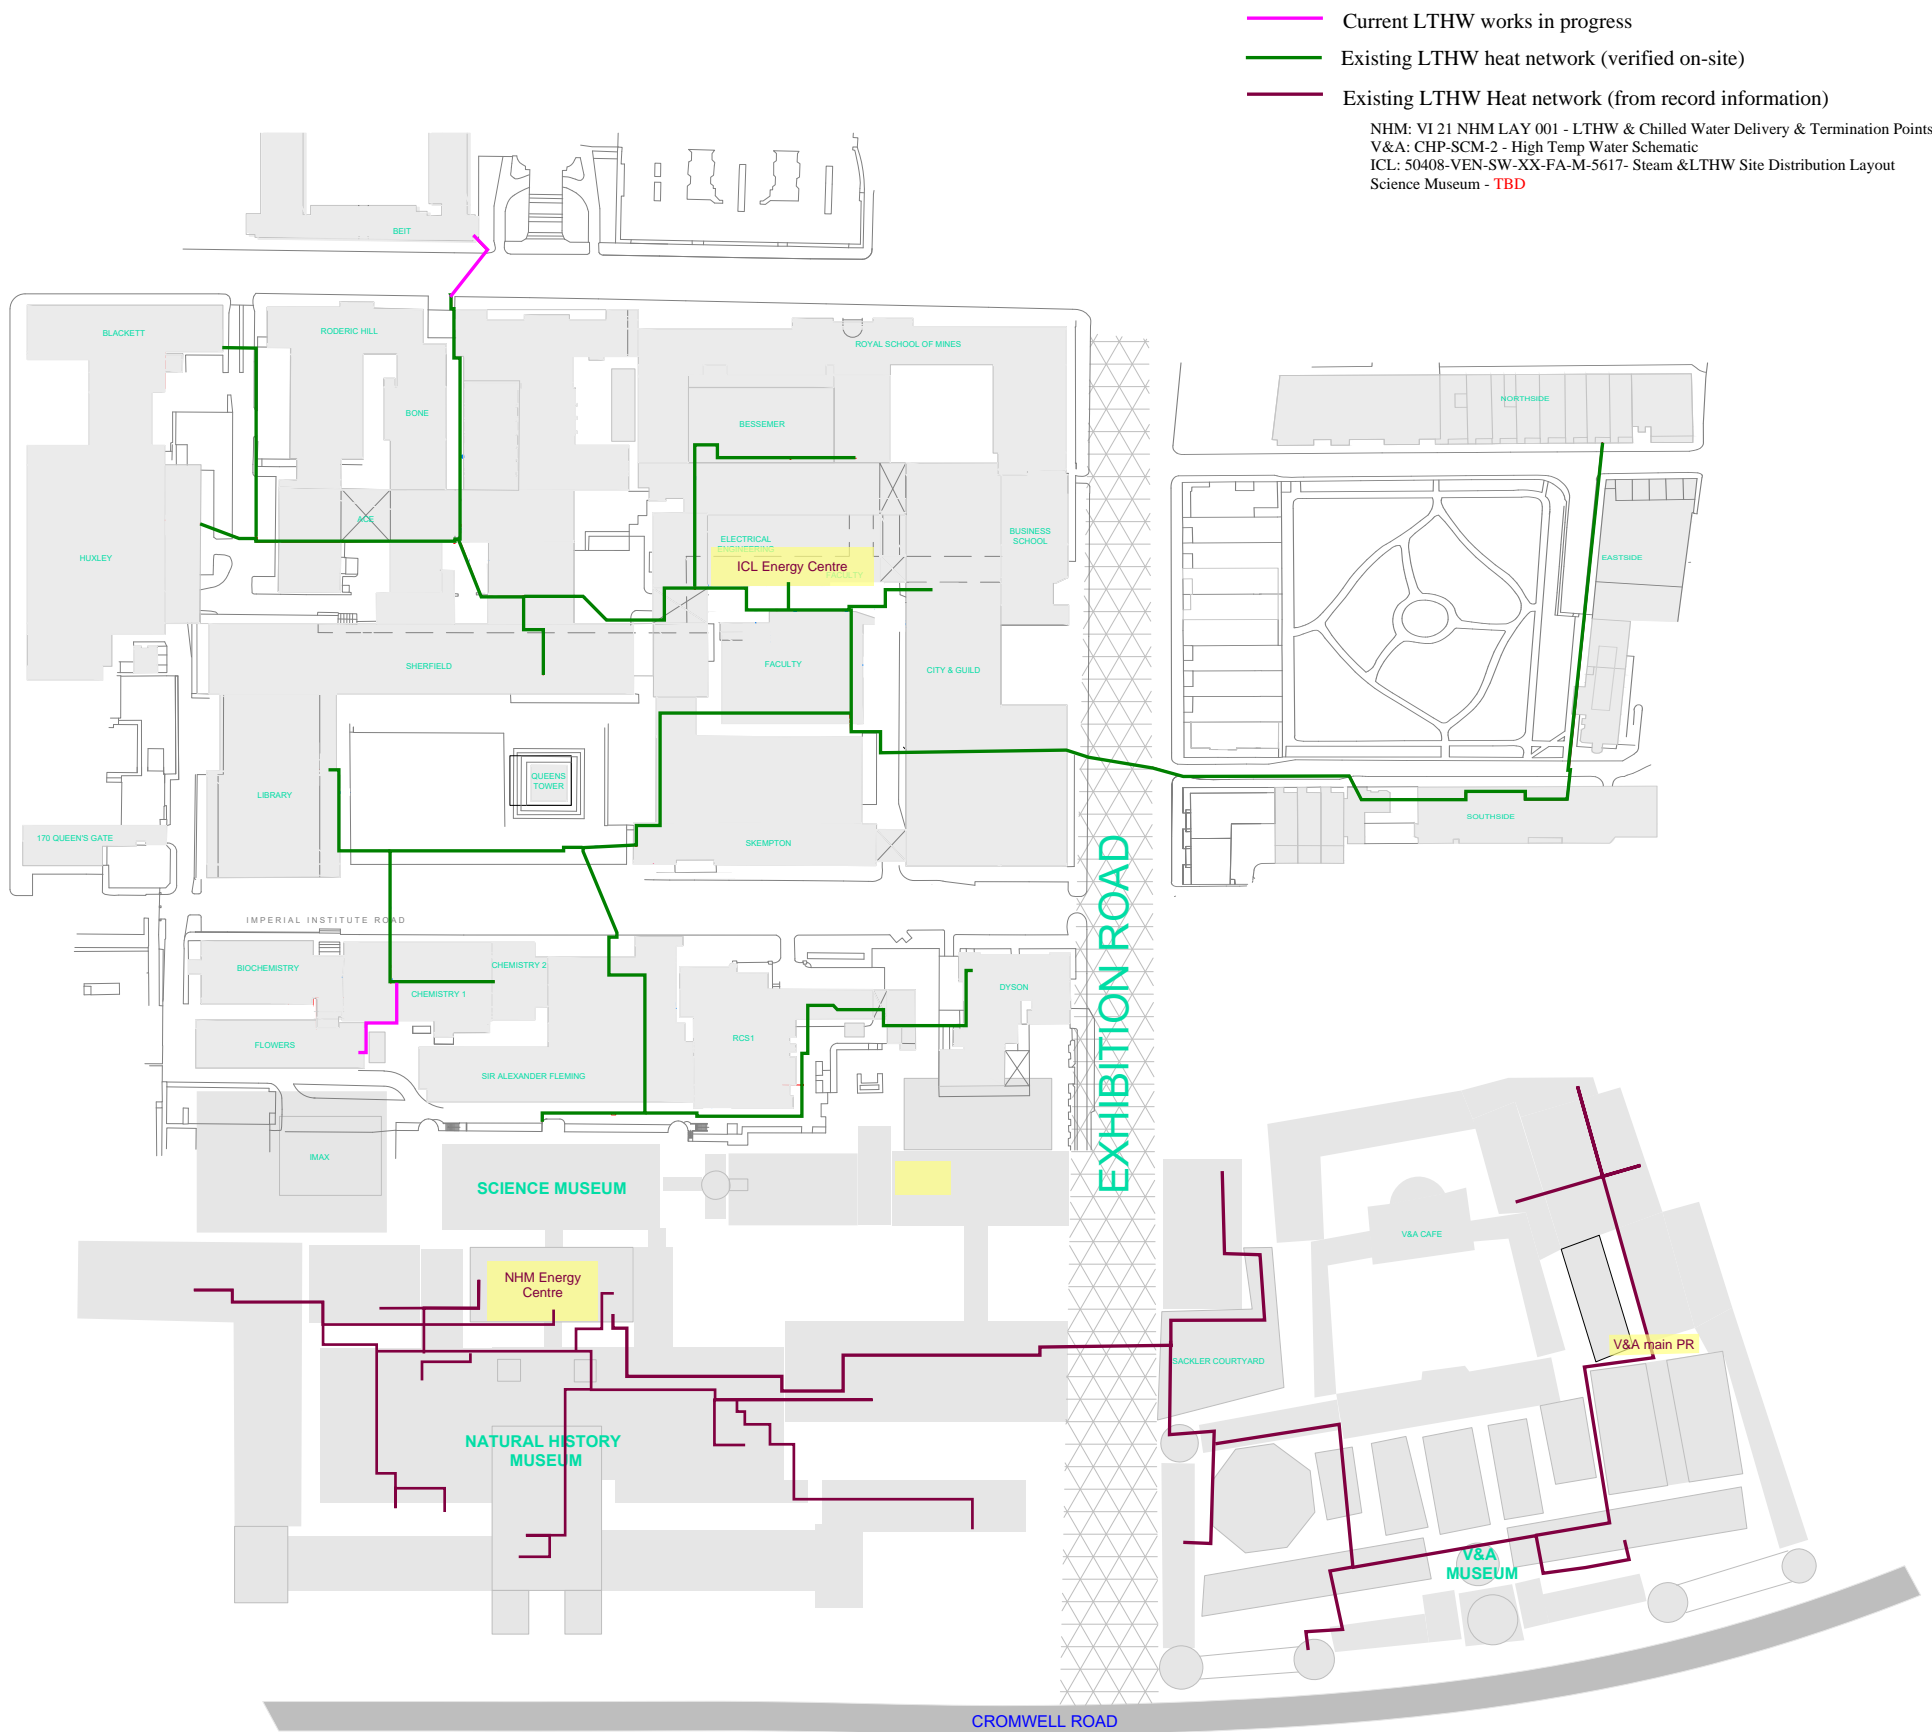 Current LTHW works in progress
Existing LTHW heat network (verified on-site)
Existing LTHW Heat network (from record information)
NHM: VI 21 NHM LAY 001 - LTHW & Chilled Water Delivery & Termination Points
V&A: CHP-SCM-2 - High Temp Water Schematic
ICL: 50408-VEN-SW-XX-FA-M-5617- Steam &LTHW Site Distribution Layout
Science Museum - TBD
BEIT
BLACKETT
RODERIC HILL
ROYAL SCHOOL OF MINES
BONE
BESSEMER
NORTHSIDE
ACE
HUXLEY
ELECTRICAL
ENGINEERING
BUSINESS
SCHOOL
EASTSIDE
ICL Energy Centre
FACULTY
SHERFIELD
FACULTY
CITY & GUILD
QUEENS
TOWER
LIBRARY
170 QUEEN'S GATE
SKEMPTON
SOUTHSIDE
EXHIBITION ROAD
IMPERIAL INSTITUTE ROAD
BIOCHEMISTRY
CHEMISTRY 2
CHEMISTRY 1
DYSON
FLOWERS
RCS1
SIR ALEXANDER FLEMING
IMAX
SCIENCE MUSEUM
V&A CAFE
NHM Energy
Centre
V&A main PR
SACKLER COURTYARD
NATURAL HISTORY
MUSEUM
V&A
MUSEUM
CROMWELL ROAD